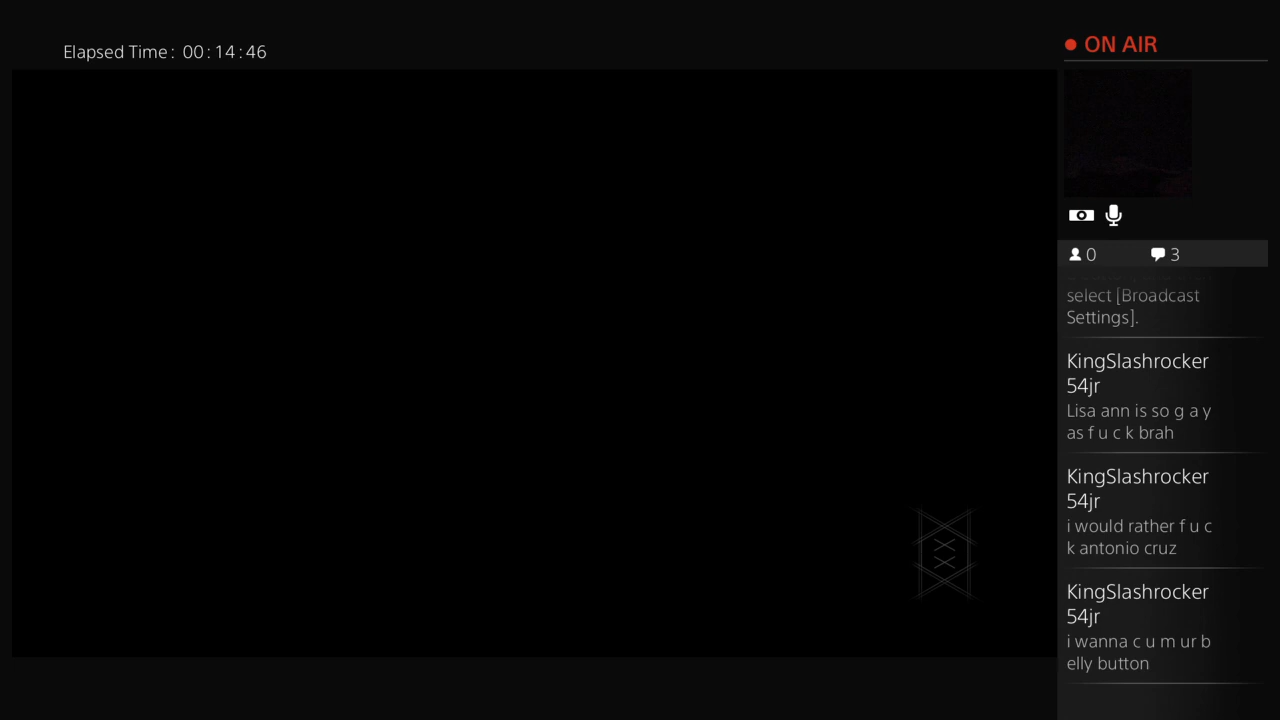 Elapsed Time: 00:14:46
ON AIR
0 3
select [Broadcast
Settings].
KingSlashrocker
54jr
Lisa ann is so g a y
as f u c k brah
KingSlashrocker
54jr
i would rather f u c
k antonio cruz
KingSlashrocker
54jr
i wanna c u m ur b
elly button